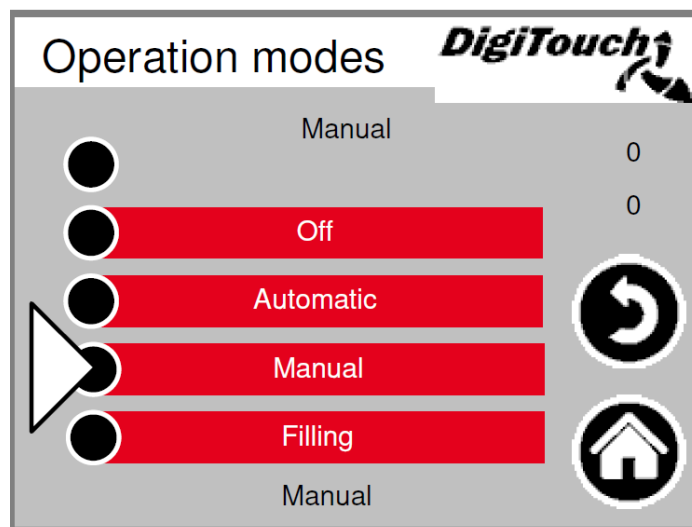 Operation modes
DigiTouch
Manual
0
0
Off
Automatic
Manual
Filling
Manual